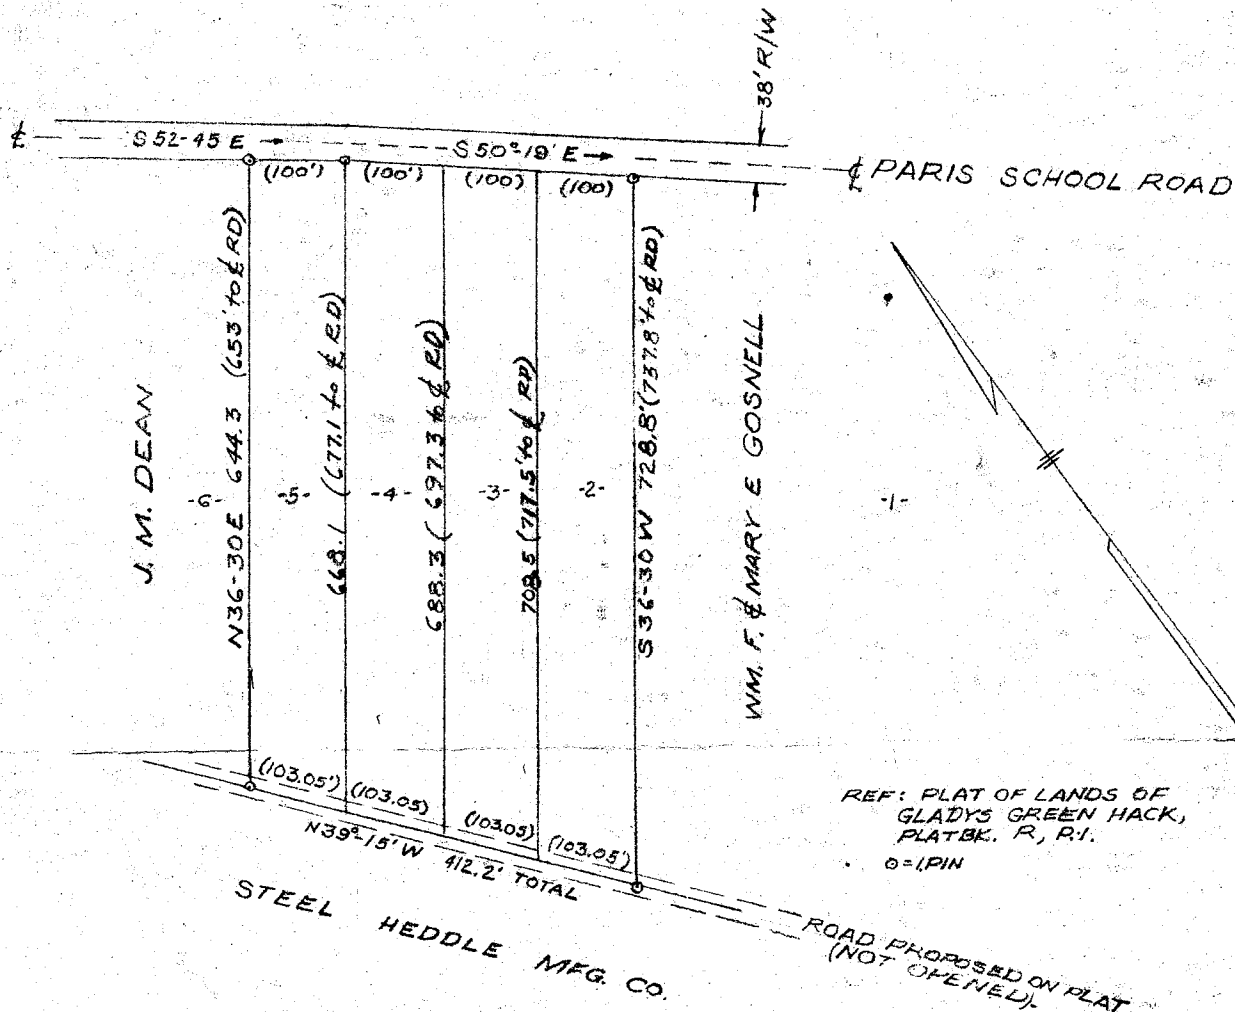 38' R/W
℄
S 52-45 E
S 50°-19' E
℄ PARIS SCHOOL ROAD
(100')
(100')
(100)
(100)
J. M. DEAN
-6-
N36-30E 644.3 (653' to ℄ RD)
-5-
668.1 (677.1 to ℄ RD)
-4-
688.3 (697.3 to ℄ RD)
-3-
708.5 (717.5' to ℄ RD)
-2-
S 36-30 W 728.8' (737.8' to ℄ RD)
WM. F. & MARY E GOSNELL
-1-
(103.05')
(103.05)
(103.05)
(103.05')
N39°-15' W 412.2' TOTAL
STEEL HEDDLE MFG. CO.
REF: PLAT OF LANDS OF
GLADYS GREEN HACK,
PLAT BK. R, P.1.
O=I.PIN
ROAD PROPOSED ON PLAT
(NOT OPENED).